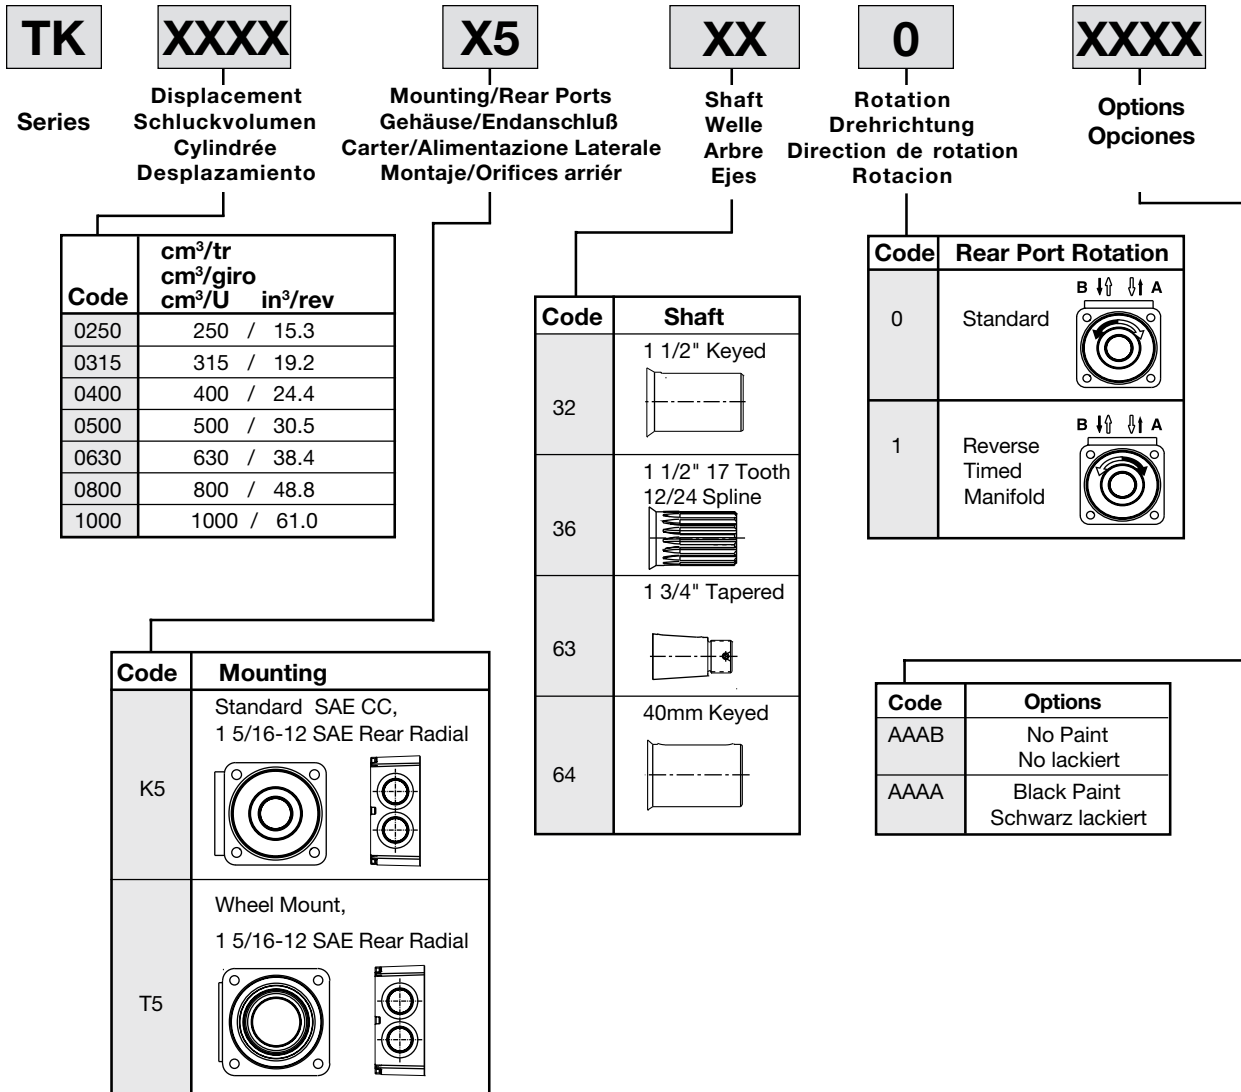 TK XXXX X5 XX 0 XXXX
Series
Displacement
Schluckvolumen
Cylindrée
Desplazamiento
Mounting/Rear Ports
Gehäuse/Endanschluß
Carter/Alimentazione Laterale
Montaje/Orifices arriér
Shaft
Welle
Arbre
Ejes
Rotation
Drehrichtung
Direction de rotation
Rotacion
Options
Opciones
cm³/tr
cm³/giro
Code cm³/U in³/rev
0250 250 / 15.3
0315 315 / 19.2
0400 400 / 24.4
0500 500 / 30.5
0630 630 / 38.4
0800 800 / 48.8
1000 1000 / 61.0
Code Mounting
Standard SAE CC,
1 5/16-12 SAE Rear Radial
K5
Wheel Mount,
1 5/16-12 SAE Rear Radial
T5
Code Shaft
1 1/2" Keyed
32
1 1/2" 17 Tooth
12/24 Spline
36
1 3/4" Tapered
63
40mm Keyed
64
Code Rear Port Rotation
B A
0 Standard
B A
1 Reverse
Timed
Manifold
Code Options
AAAB No Paint
No lackiert
AAAA Black Paint
Schwarz lackiert